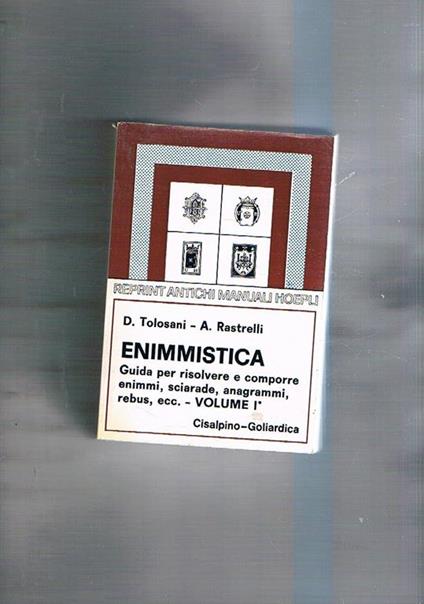 REPRINT ANTICHI MANUALI HOEPLI
D. Tolosani - A. Rastrelli
ENIMMISTICA
Guida per risolvere e comporre
enimmi, sciarade, anagrammi,
rebus, ecc. - VOLUME I°
Cisalpino-Goliardica